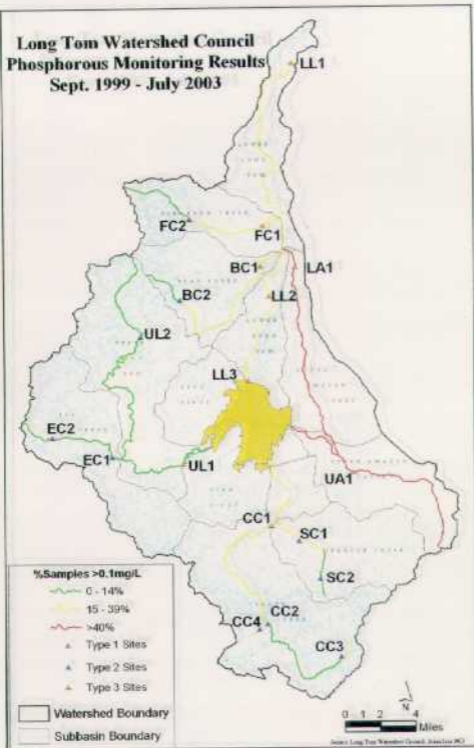 Long Tom Watershed Council
Phosphorous Monitoring Results
Sept. 1999 - July 2003
LL1
FC2
FC1
BC1
LA1
BC2
LL2
UL2
LL3
EC2
EC1
UL1
UA1
CC1
SC1
SC2
CC4
CC2
CC3
%Samples >0.1mg/L
0 - 14%
15 - 39%
>40%
Type 1 Sites
Type 2 Sites
Type 3 Sites
Watershed Boundary
Subbasin Boundary
N
0 1 2 4
Miles